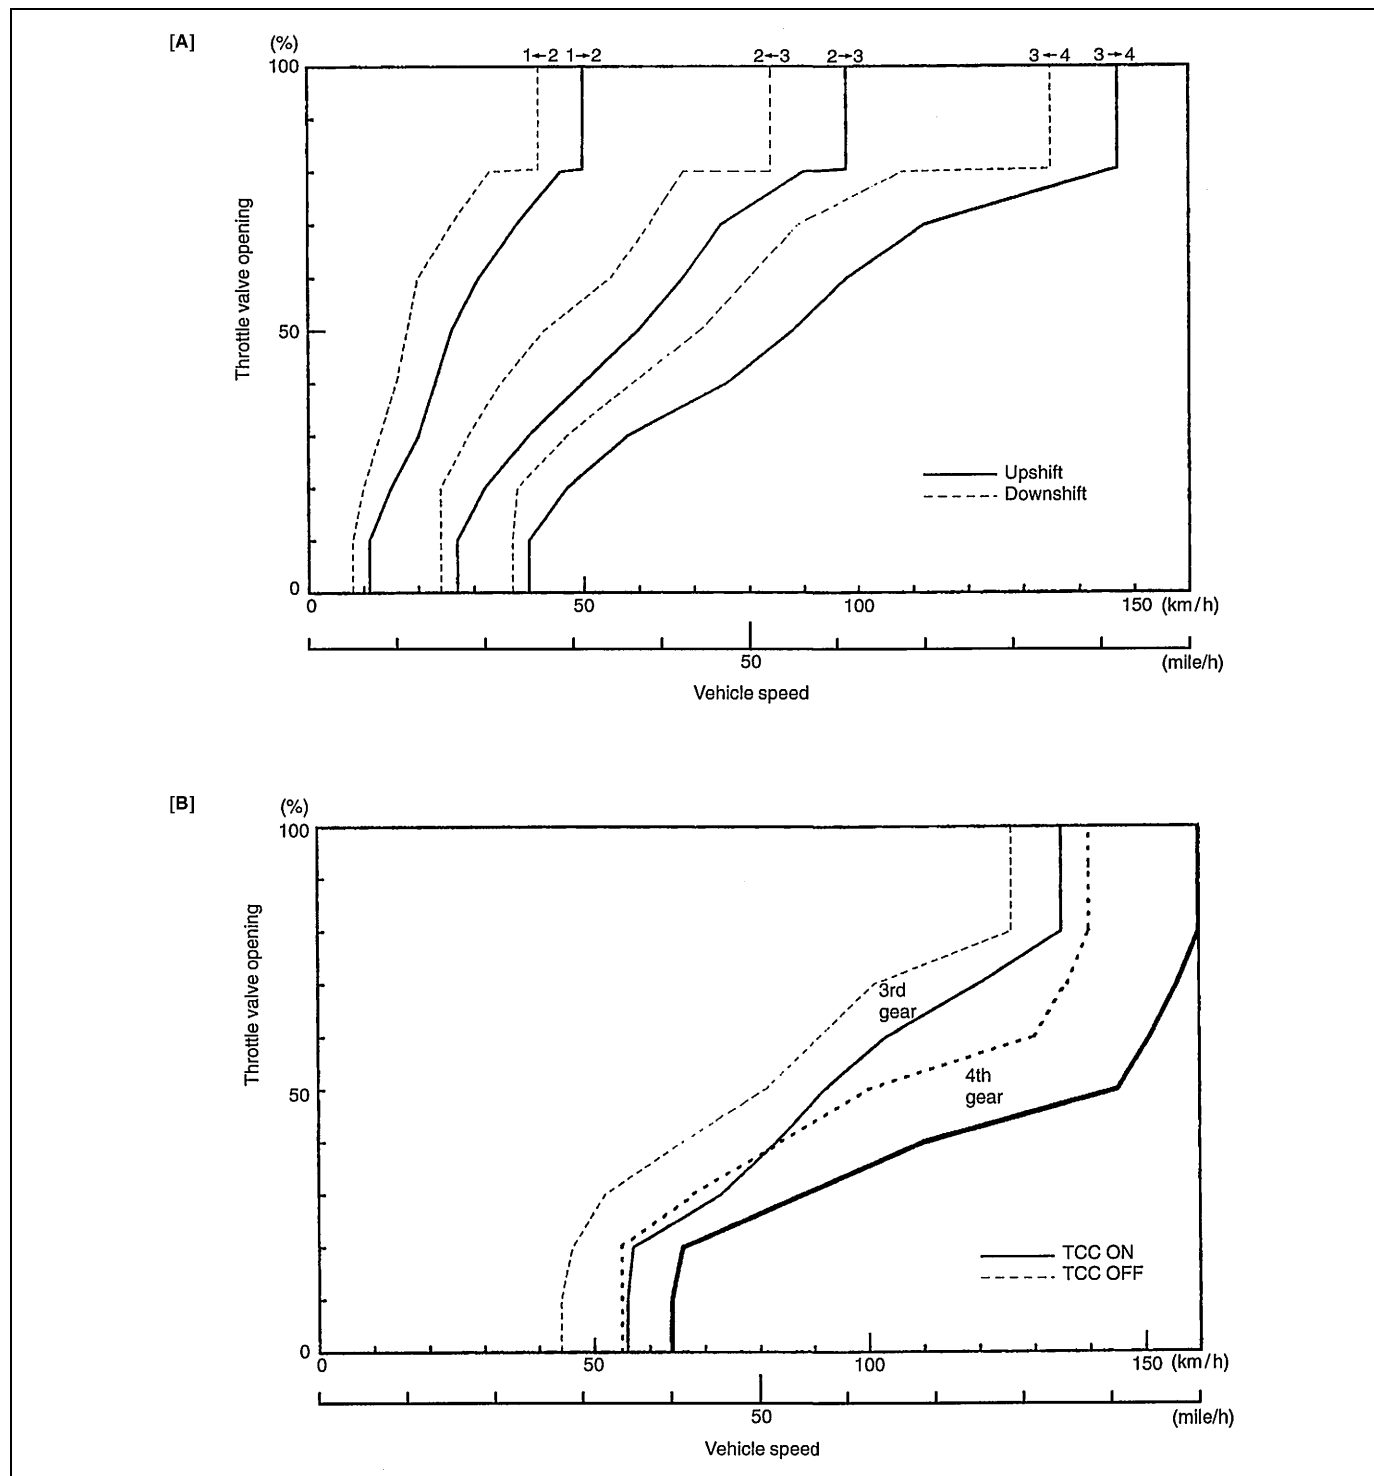 [A]
(%)
1←2 1→2 2←3 2→3 3←4 3→4
100
Throttle valve opening
50
Upshift
Downshift
0
0 50 100 150 (km/h)
50
(mile/h)
Vehicle speed
[B]
(%)
100
Throttle valve opening
3rd
gear
4th
gear
50
TCC ON
TCC OFF
0
0 50 100 150 (km/h)
50
(mile/h)
Vehicle speed